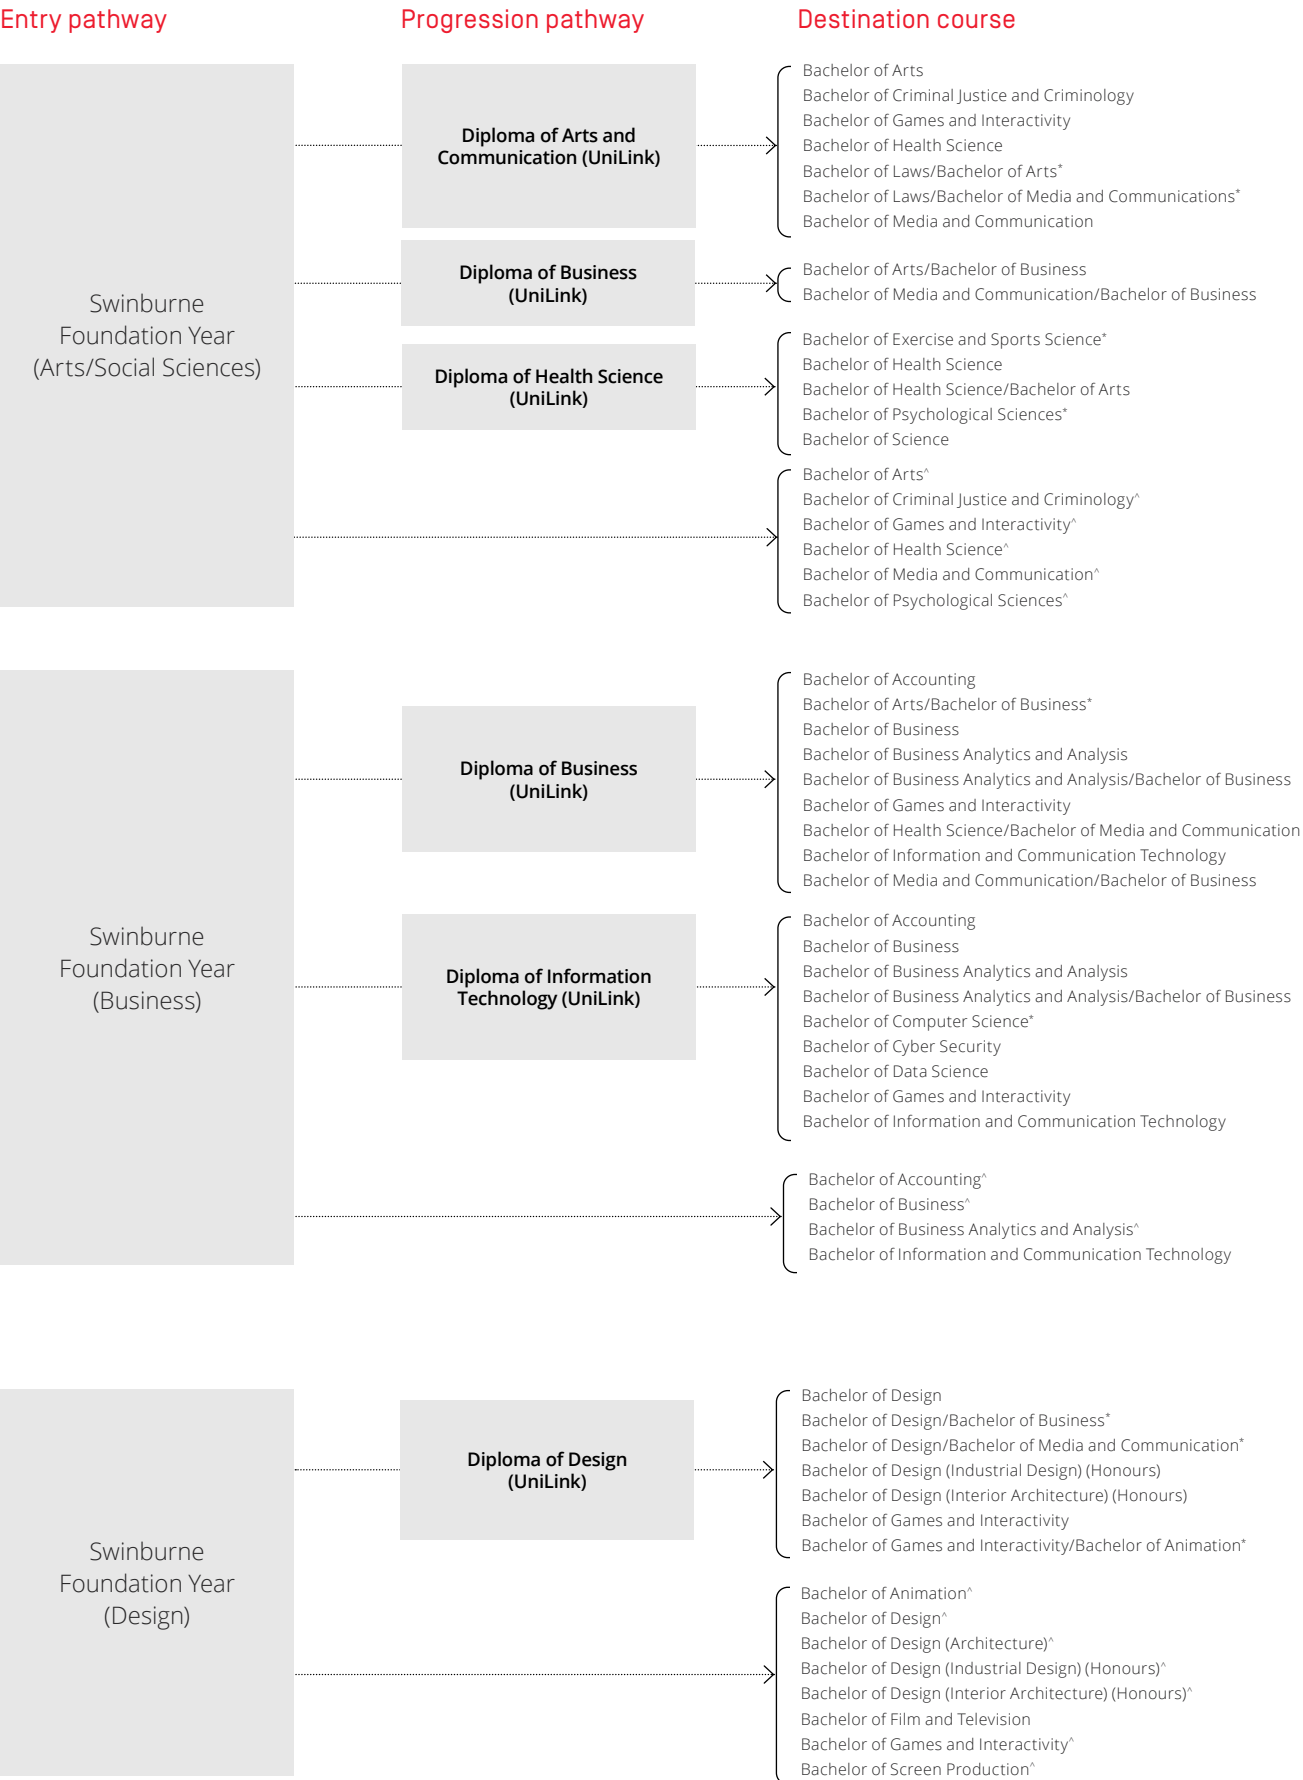 Entry pathway
Progression pathway
Destination course
Swinburne
Foundation Year
(Arts/Social Sciences)
Diploma of Arts and
Communication (UniLink)
Bachelor of Arts
Bachelor of Criminal Justice and Criminology
Bachelor of Games and Interactivity
Bachelor of Health Science
Bachelor of Laws/Bachelor of Arts*
Bachelor of Laws/Bachelor of Media and Communications*
Bachelor of Media and Communication
Diploma of Business
(UniLink)
Bachelor of Arts/Bachelor of Business
Bachelor of Media and Communication/Bachelor of Business
Diploma of Health Science
(UniLink)
Bachelor of Exercise and Sports Science*
Bachelor of Health Science
Bachelor of Health Science/Bachelor of Arts
Bachelor of Psychological Sciences*
Bachelor of Science
Bachelor of Arts^
Bachelor of Criminal Justice and Criminology^
Bachelor of Games and Interactivity^
Bachelor of Health Science^
Bachelor of Media and Communication^
Bachelor of Psychological Sciences^
Swinburne
Foundation Year
(Business)
Diploma of Business
(UniLink)
Bachelor of Accounting
Bachelor of Arts/Bachelor of Business*
Bachelor of Business
Bachelor of Business Analytics and Analysis
Bachelor of Business Analytics and Analysis/Bachelor of Business
Bachelor of Games and Interactivity
Bachelor of Health Science/Bachelor of Media and Communication
Bachelor of Information and Communication Technology
Bachelor of Media and Communication/Bachelor of Business
Diploma of Information
Technology (UniLink)
Bachelor of Accounting
Bachelor of Business
Bachelor of Business Analytics and Analysis
Bachelor of Business Analytics and Analysis/Bachelor of Business
Bachelor of Computer Science*
Bachelor of Cyber Security
Bachelor of Data Science
Bachelor of Games and Interactivity
Bachelor of Information and Communication Technology
Bachelor of Accounting^
Bachelor of Business^
Bachelor of Business Analytics and Analysis^
Bachelor of Information and Communication Technology
Swinburne
Foundation Year
(Design)
Diploma of Design
(UniLink)
Bachelor of Design
Bachelor of Design/Bachelor of Business*
Bachelor of Design/Bachelor of Media and Communication*
Bachelor of Design (Industrial Design) (Honours)
Bachelor of Design (Interior Architecture) (Honours)
Bachelor of Games and Interactivity
Bachelor of Games and Interactivity/Bachelor of Animation*
Bachelor of Animation^
Bachelor of Design^
Bachelor of Design (Architecture)^
Bachelor of Design (Industrial Design) (Honours)^
Bachelor of Design (Interior Architecture) (Honours)^
Bachelor of Film and Television
Bachelor of Games and Interactivity^
Bachelor of Screen Production^